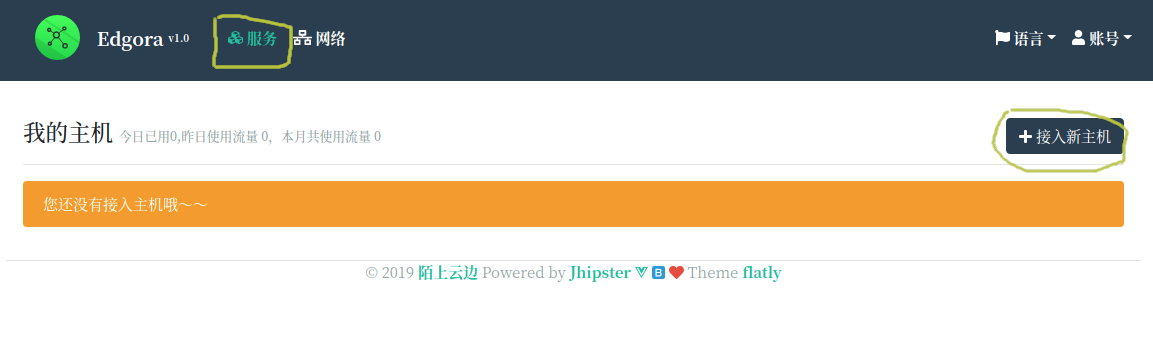 Edgora v1.0 服务 网络 语言 账号
我的主机 今日已用0,昨日使用流量 0，本月共使用流量 0 接入新主机
您还没有接入主机哦～～
© 2019 陌上云边 Powered by Jhipster B Theme flatly